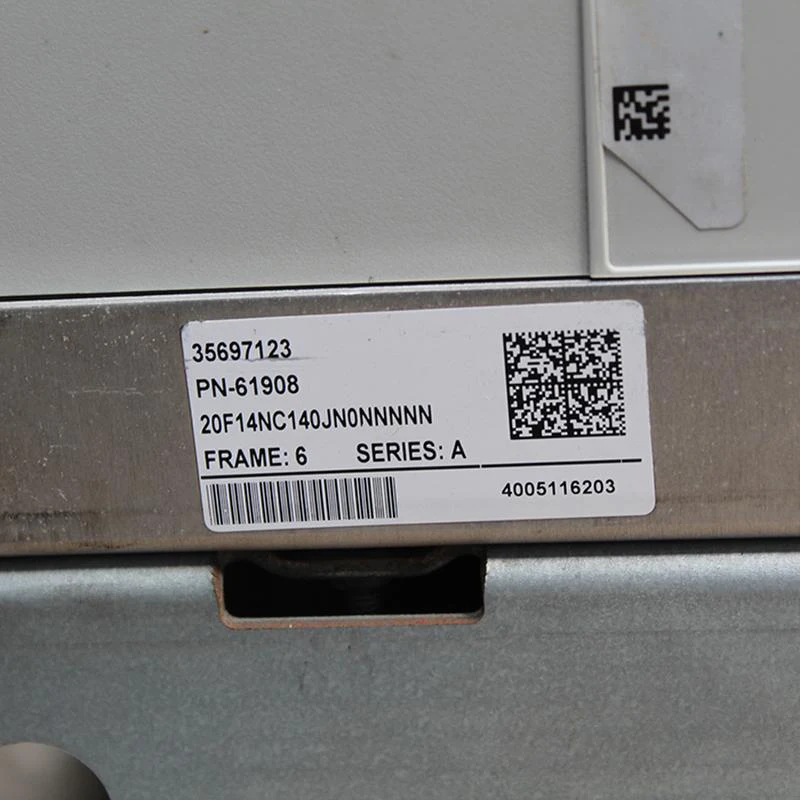 35697123
PN-61908
20F14NC140JN0NNNNN
FRAME: 6 SERIES: A
4005116203